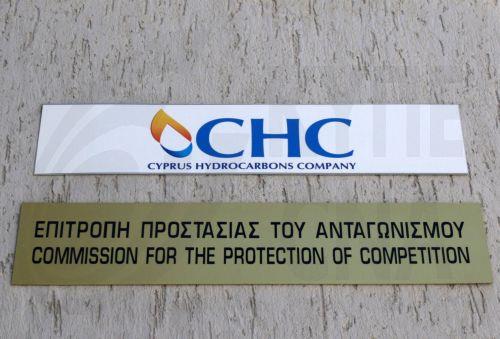 CHC
CYPRUS HYDROCARBONS COMPANY
ΕΠΙΤΡΟΠΗ ΠΡΟΣΤΑΣΙΑΣ ΤΟΥ ΑΝΤΑΓΩΝΙΣΜΟΥ
COMMISSION FOR THE PROTECTION OF COMPETITION